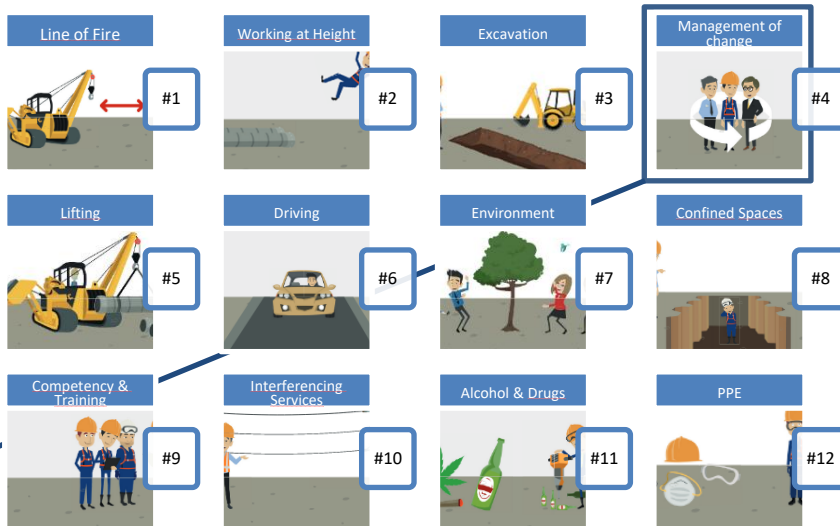 Line of Fire
#1
Working at Height
#2
Excavation
#3
Management of
change
#4
Lifting
#5
Driving
#6
Environment
#7
Confined Spaces
#8
Competency &
Training
#9
Interferencing
Services
#10
Alcohol & Drugs
#11
PPE
#12